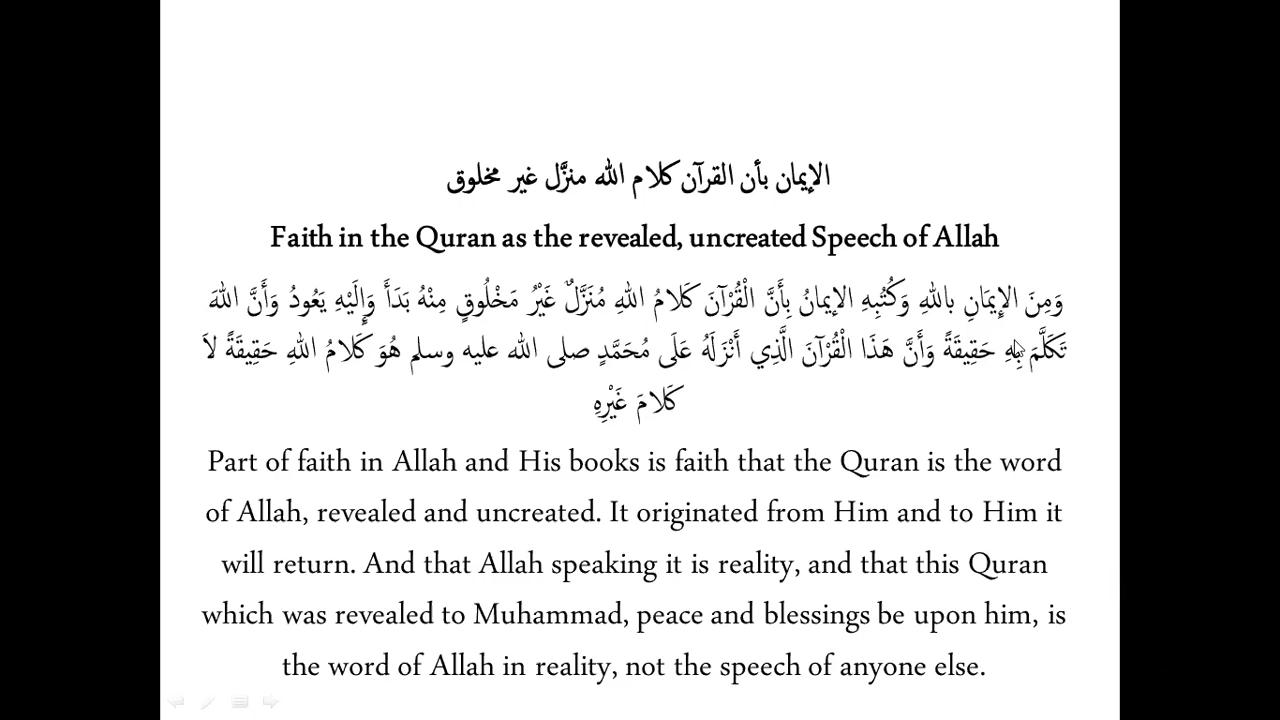 الإيمان بأن القرآن كلام الله منزَّل غير مخلوق
Faith in the Quran as the revealed, uncreated Speech of Allah
وَمِنَ الإِيمَانِ باللهِ وَكُتُبِهِ الإيمانُ بِأَنَّ الْقُرْآنَ كَلامُ اللهِ مُنَزَّلٌ غَيْرُ مَخْلُوقٍ مِنْهُ بَدَأَ وَإِلَيْهِ يَعُودُ وَأَنَّ اللهَ
تَكَلَّمَ بِهِ حَقِيقَةً وَأَنَّ هَذَا الْقُرْآنَ الَّذِي أَنْزَلَهُ عَلَى مُحَمَّدٍ صلى الله عليه وسلم هُوَ كَلامُ اللهِ حَقِيقَةً لاَ
كَلامَ غَيْرِهِ
Part of faith in Allah and His books is faith that the Quran is the word
of Allah, revealed and uncreated. It originated from Him and to Him it
will return. And that Allah speaking it is reality, and that this Quran
which was revealed to Muhammad, peace and blessings be upon him, is
the word of Allah in reality, not the speech of anyone else.